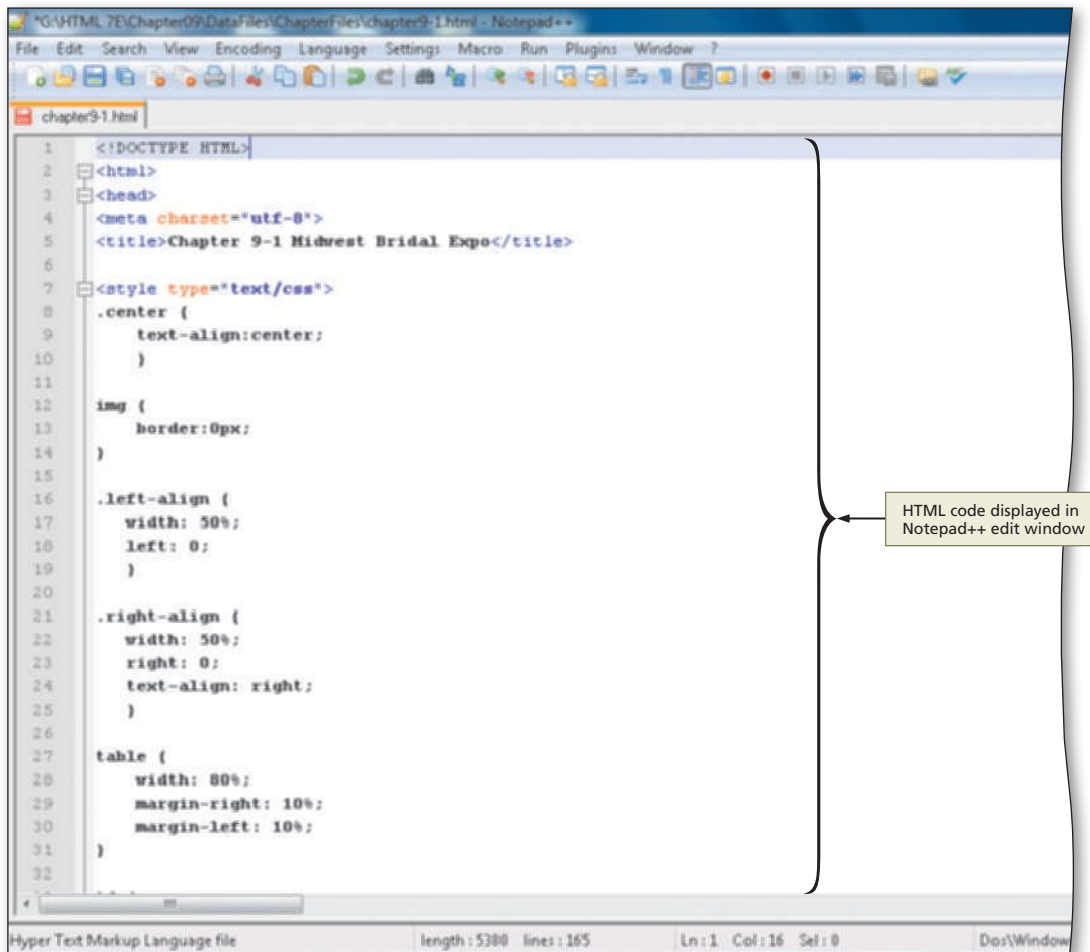 *G:\HTML 7E\Chapter09\DataFiles\ChapterFiles\chapter9-1.html - Notepad++
File Edit Search View Encoding Language Settings Macro Run Plugins Window ?
chapter9-1.html
1 <!DOCTYPE HTML>
2 <html>
3 <head>
4 <meta charset="utf-8">
5 <title>Chapter 9-1 Midwest Bridal Expo</title>
6
7 <style type="text/css">
8 .center {
9 text-align:center;
10 }
11
12 img {
13 border:0px;
14 }
15
16 .left-align {
17 width: 50%;
18 left: 0;
19 }
20
21 .right-align {
22 width: 50%;
23 right: 0;
24 text-align: right;
25 }
26
27 table {
28 width: 80%;
29 margin-right: 10%;
30 margin-left: 10%;
31 }
32
HTML code displayed in
Notepad++ edit window
Hyper Text Markup Language file length : 5380 lines : 165 Ln : 1 Col : 16 Sel : 0 Dos\Window